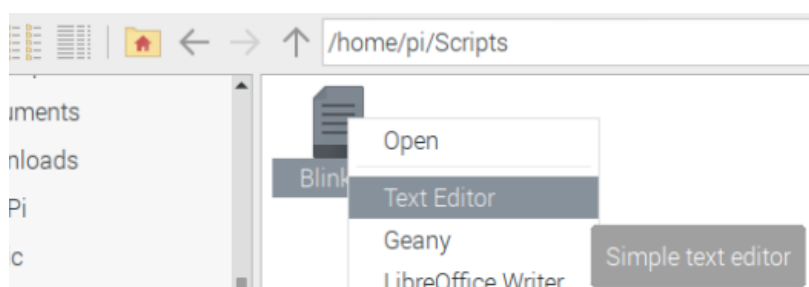 /home/pi/Scripts
uments
nloads
Pi
c
Blink
Open
Text Editor
Geany
LibreOffice Writer
Simple text editor